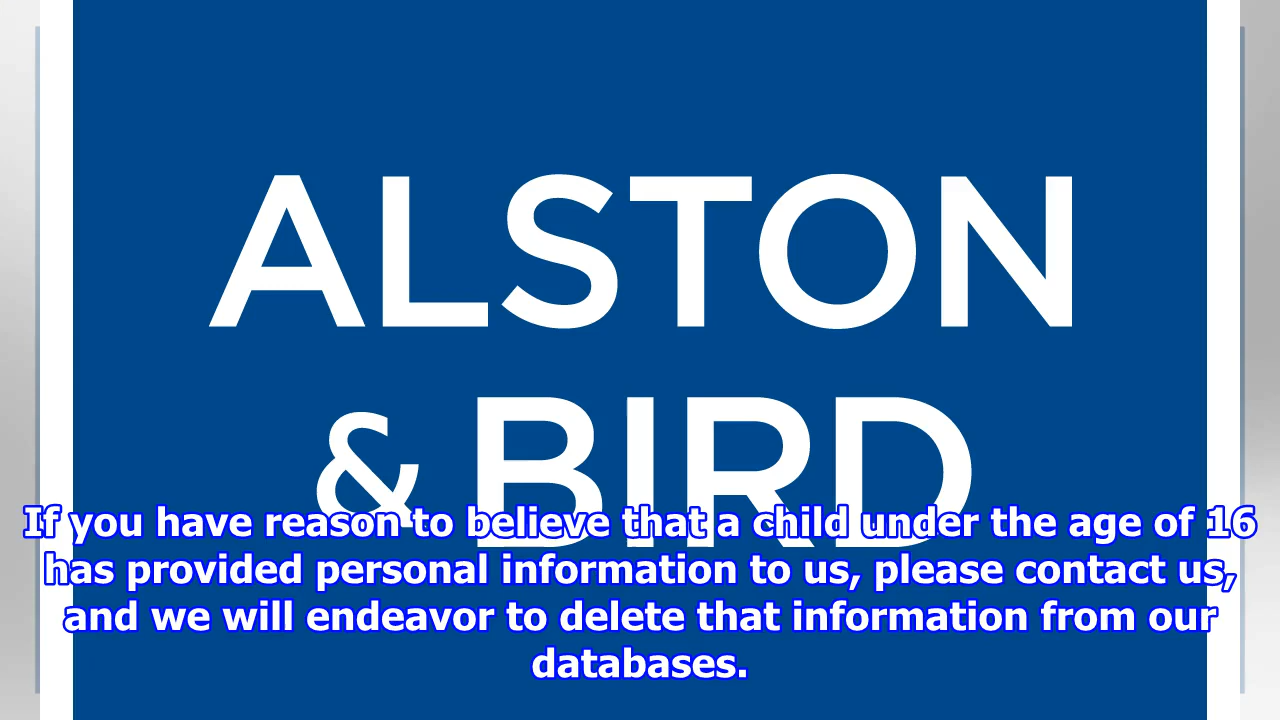 ALSTON
& BIRD
If you have reason to believe that a child under the age of 16
has provided personal information to us, please contact us,
and we will endeavor to delete that information from our
databases.